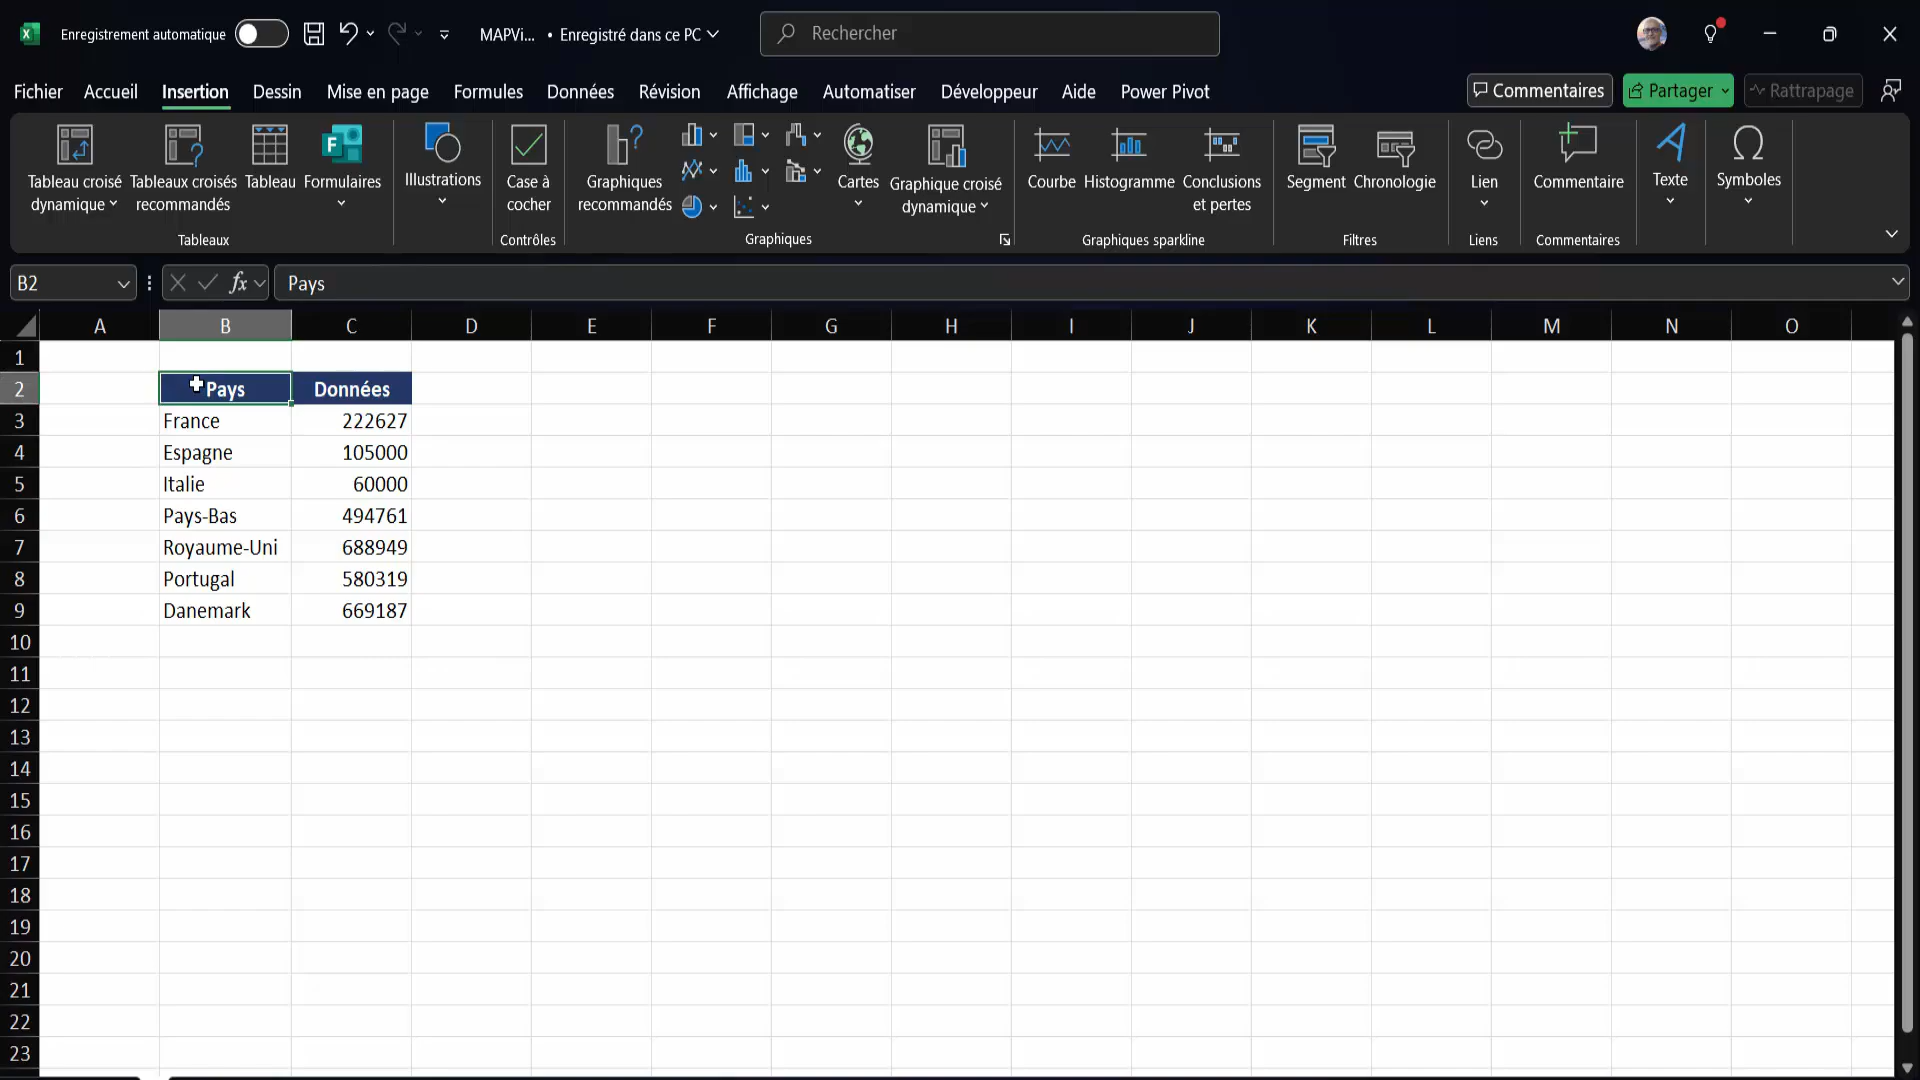 Enregistrement automatique
MAPVi... • Enregistré dans ce PC
Rechercher
Fichier Accueil Insertion Dessin Mise en page Formules Données Révision Affichage Automatiser Développeur Aide Power Pivot
Commentaires Partager Rattrapage
Tableau croisé dynamique
Tableaux croisés recommandés
Tableau
Formulaires
Tableaux
Illustrations
Case à cocher
Contrôles
Graphiques recommandés
Cartes
Graphique croisé dynamique
Graphiques
Courbe
Histogramme
Conclusions et pertes
Graphiques sparkline
Segment
Chronologie
Filtres
Lien
Liens
Commentaire
Commentaires
Texte
Symboles
B2 fx Pays
A B C D E F G H I J K L M N O
1
2 Pays Données
3 France 222627
4 Espagne 105000
5 Italie 60000
6 Pays-Bas 494761
7 Royaume-Uni 688949
8 Portugal 580319
9 Danemark 669187
10
11
12
13
14
15
16
17
18
19
20
21
22
23